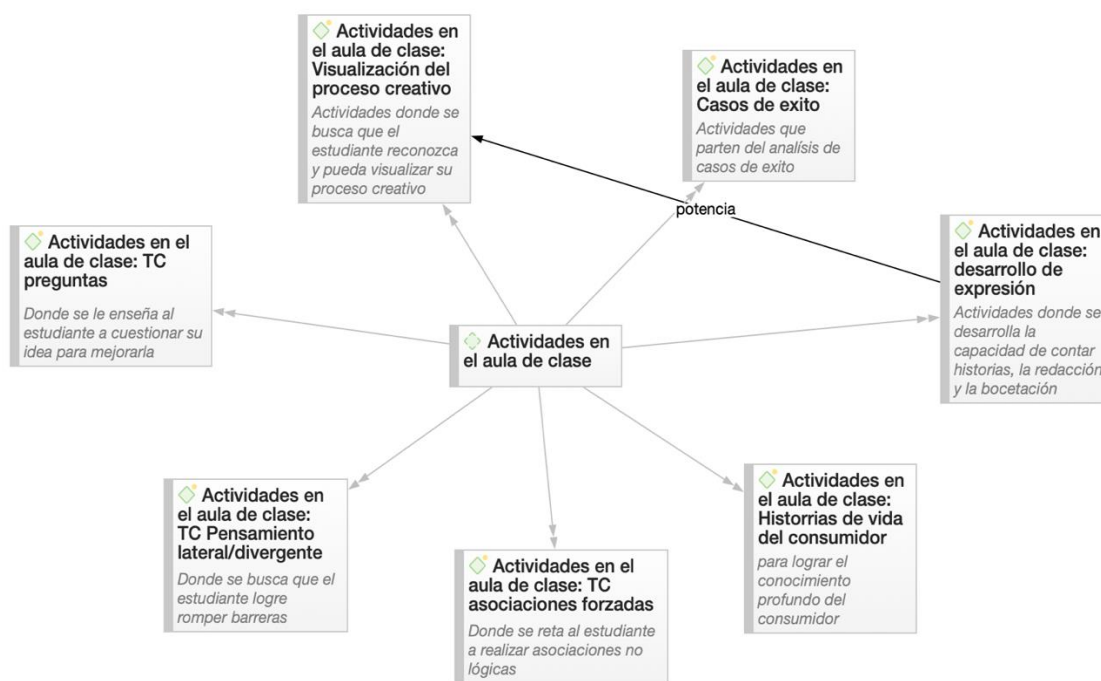 Actividades en
el aula de clase:
Visualización del
proceso creativo
Actividades donde se
busca que el
estudiante reconozca
y pueda visualizar su
proceso creativo
Actividades en
el aula de clase:
Casos de exito
Actividades que
parten del analísis de
casos de exito
potencia
Actividades en el
aula de clase: TC
preguntas
Donde se le enseña al
estudiante a cuestionar su
idea para mejorarla
Actividades en
el aula de clase:
desarrollo de
expresión
Actividades donde se
desarrolla la
capacidad de contar
historias, la redacción
y la bocetación
Actividades en
el aula de clase
Actividades en
el aula de clase:
TC Pensamiento
lateral/divergente
Donde se busca que el
estudiante logre
romper barreras
Actividades en el
aula de clase: TC
asociaciones forzadas
Donde se reta al estudiante
a realizar asociaciones no
lógicas
Actividades en
el aula de clase:
Historrias de vida
del consumidor
para lograr el
conocimiento
profundo del
consumidor